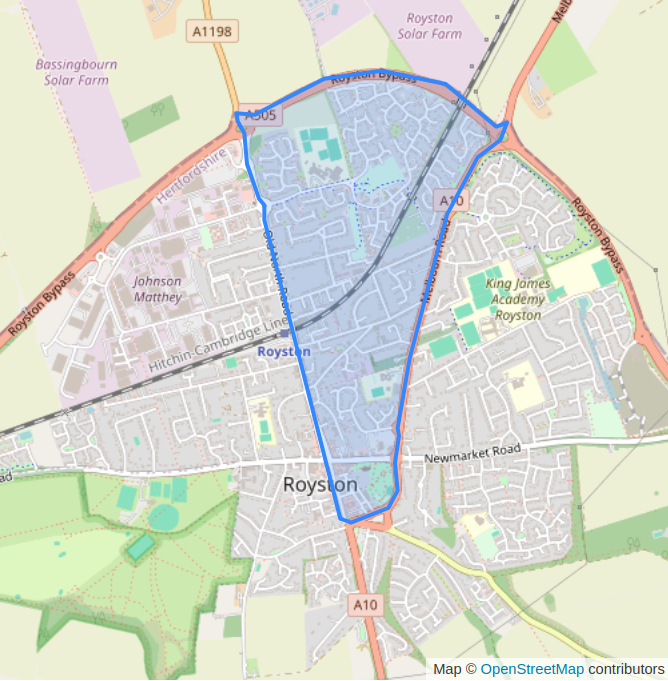 A1198
Royston
Solar Farm
Bassingbourn
Solar Farm
Royston Bypass
A505
Hertfordshire
A10
Royston Bypass
Old North Road
Melbourn Road
Royston Bypass
Johnson
Matthey
King James
Academy
Royston
Hitchin-Cambridge Line
Royston
Newmarket Road
Royston
A10
Map © OpenStreetMap contributors